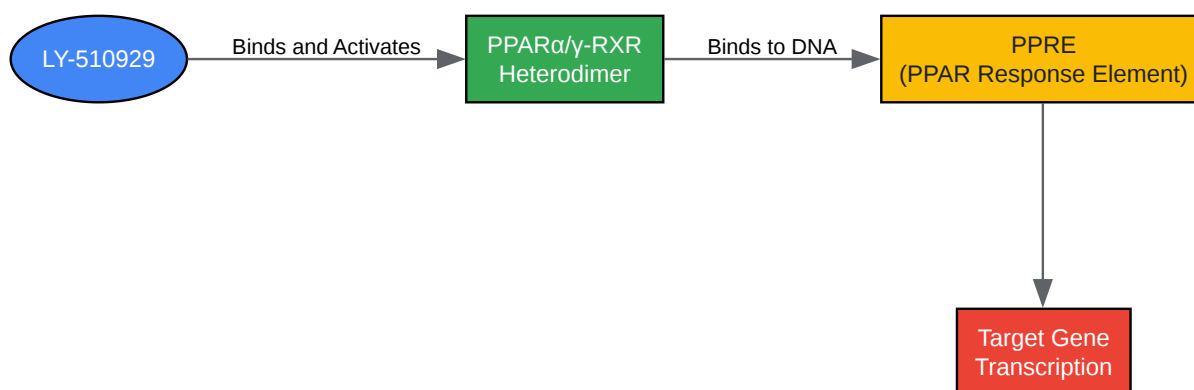 LY-510929
Binds and Activates
PPARα/γ-RXR
Heterodimer
Binds to DNA
PPRE
(PPAR Response Element)
Target Gene
Transcription